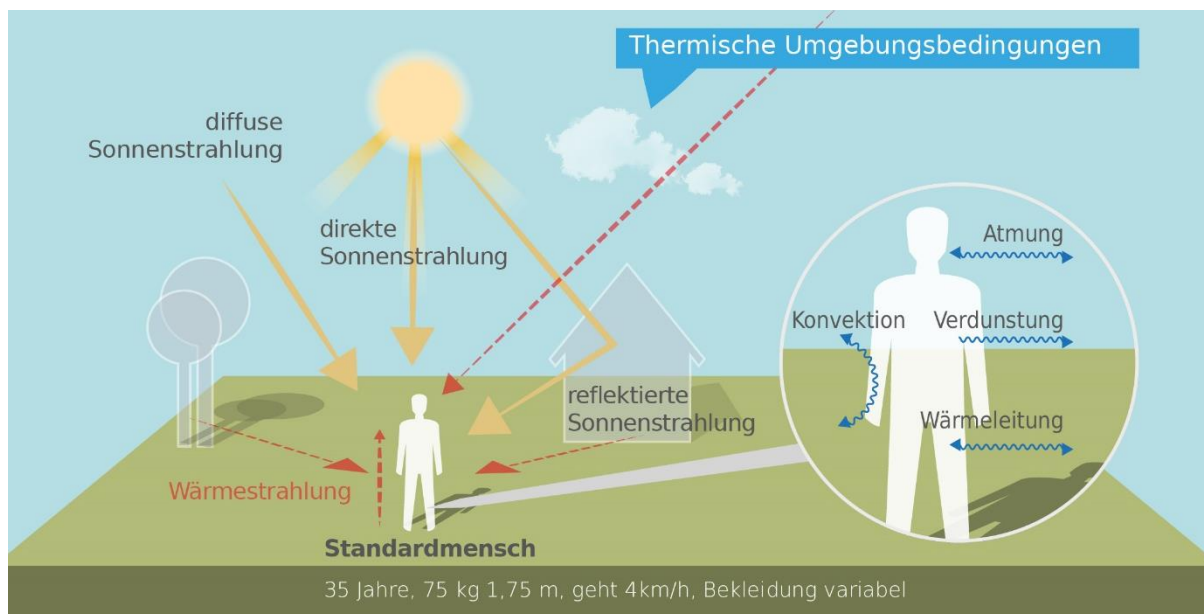 Thermische Umgebungsbedingungen
diffuse
Sonnenstrahlung
direkte
Sonnenstrahlung
reflektierte
Sonnenstrahlung
Wärmestrahlung
Standardmensch
Atmung
Konvektion
Verdunstung
Wärmeleitung
35 Jahre, 75 kg 1,75 m, geht 4km/h, Bekleidung variabel